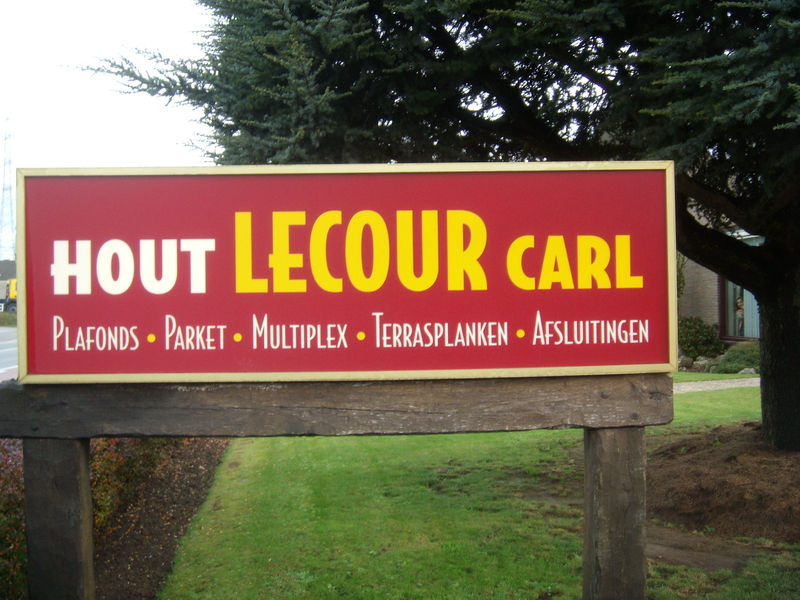 HOUT LECOUR CARL
PLAFONDS • PARKET • MULTIPLEX • TERRASPLANKEN • AFSLUITINGEN